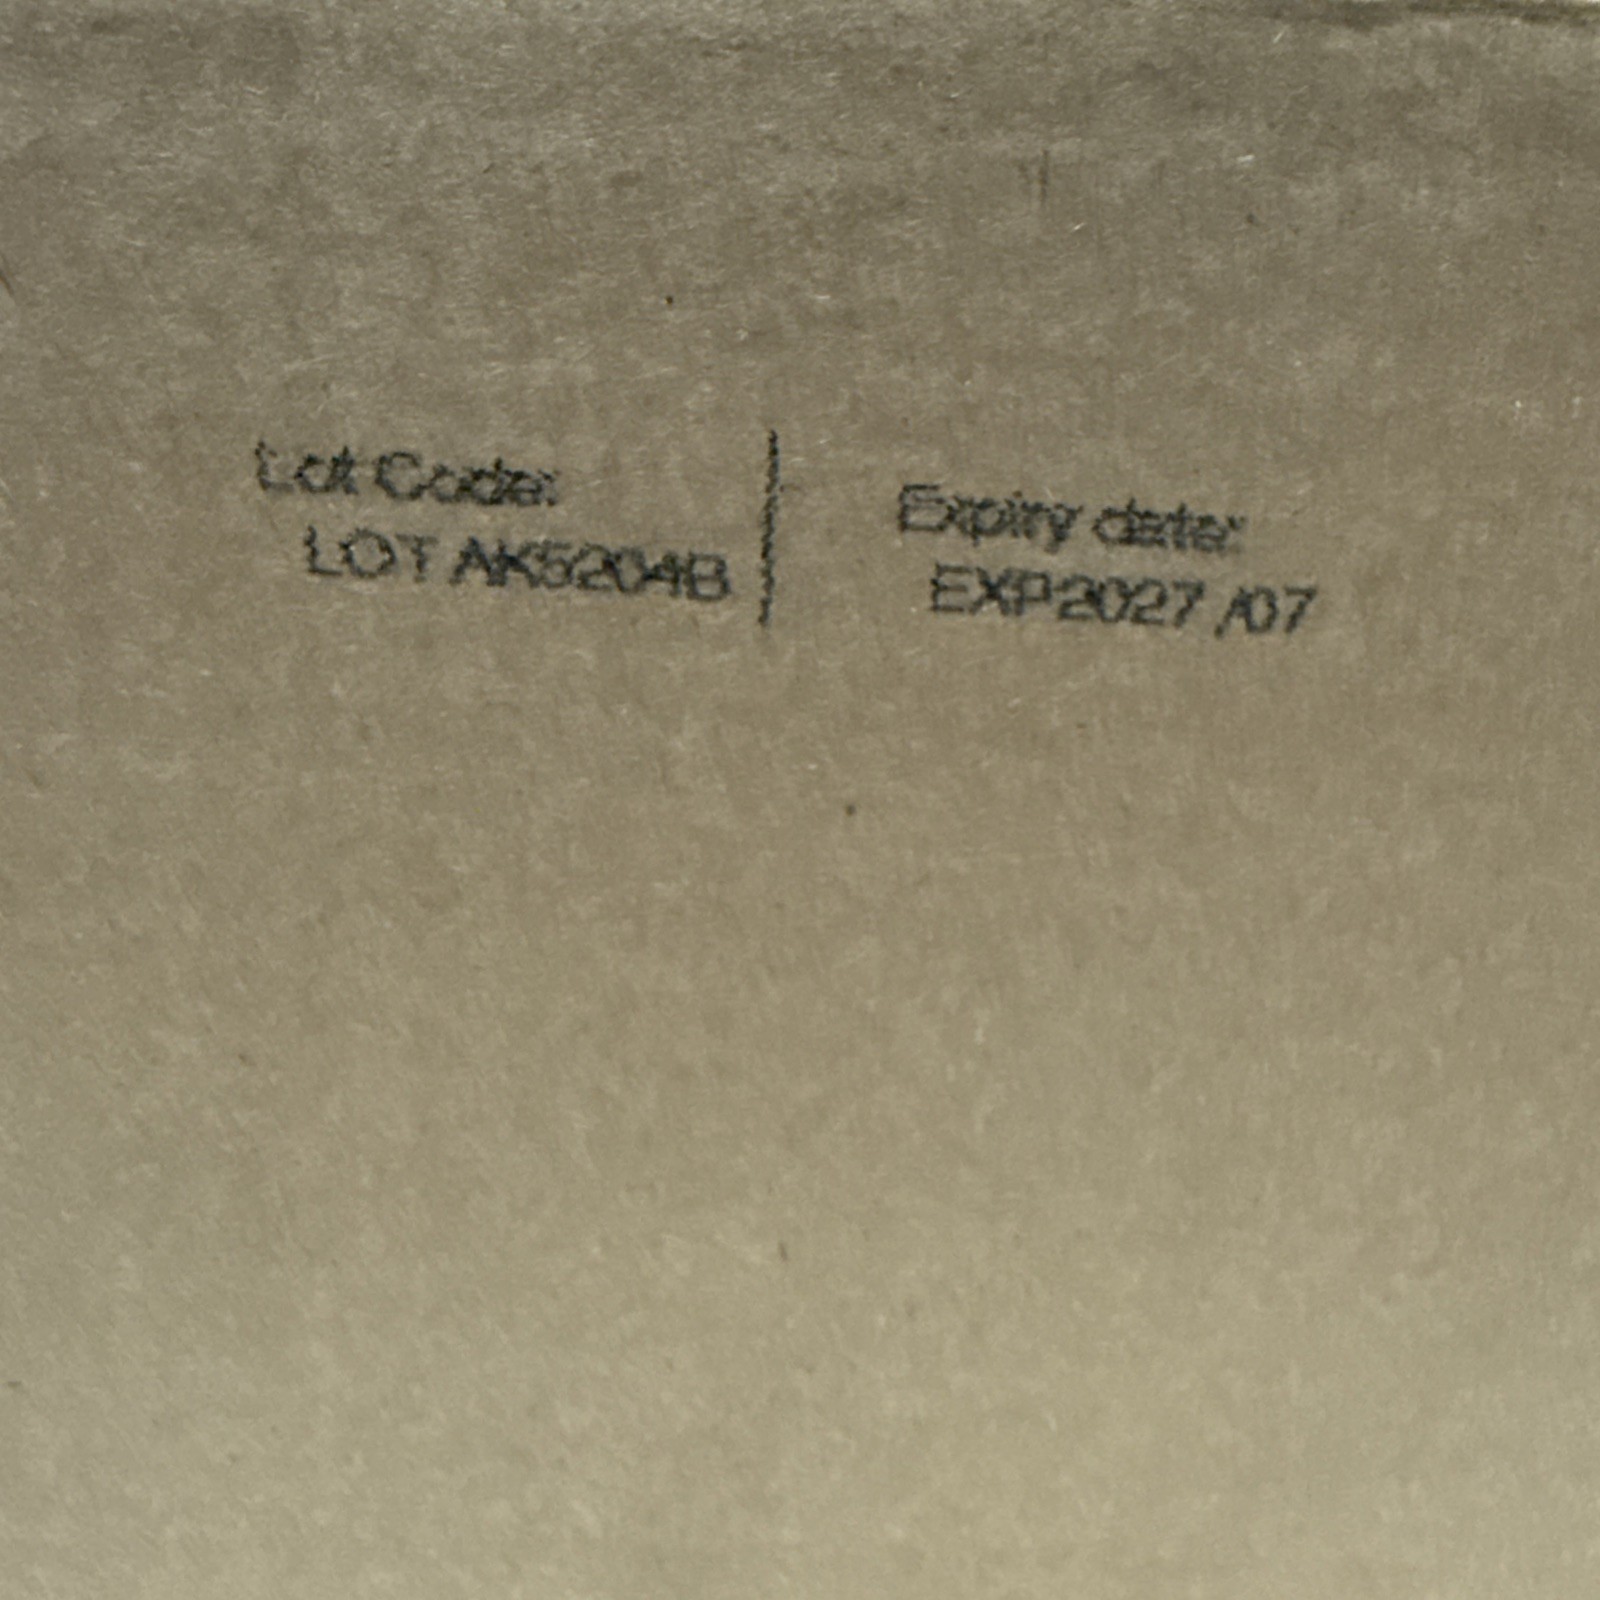 Lot Code:
LOT AK5204B
Expiry date:
EXP2027 /07